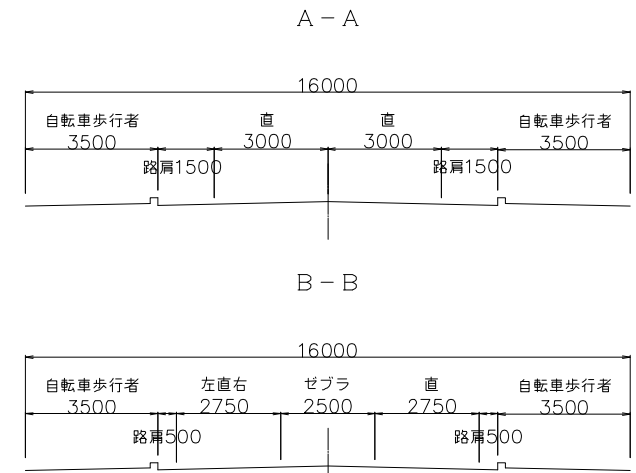 A-A
16000
自転車歩行者 直 直 自転車歩行者
3500 3000 3000 3500
路肩1500 路肩1500
B-B
16000
自転車歩行者 左直右 ゼブラ 直 自転車歩行者
3500 2750 2500 2750 3500
路肩500 路肩500